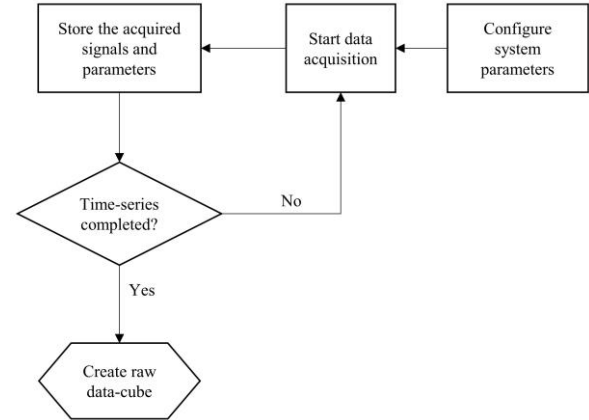 Store the acquired
signals and
parameters
Start data
acquisition
Configure
system
parameters
Time-series
completed?
No
Yes
Create raw
data-cube